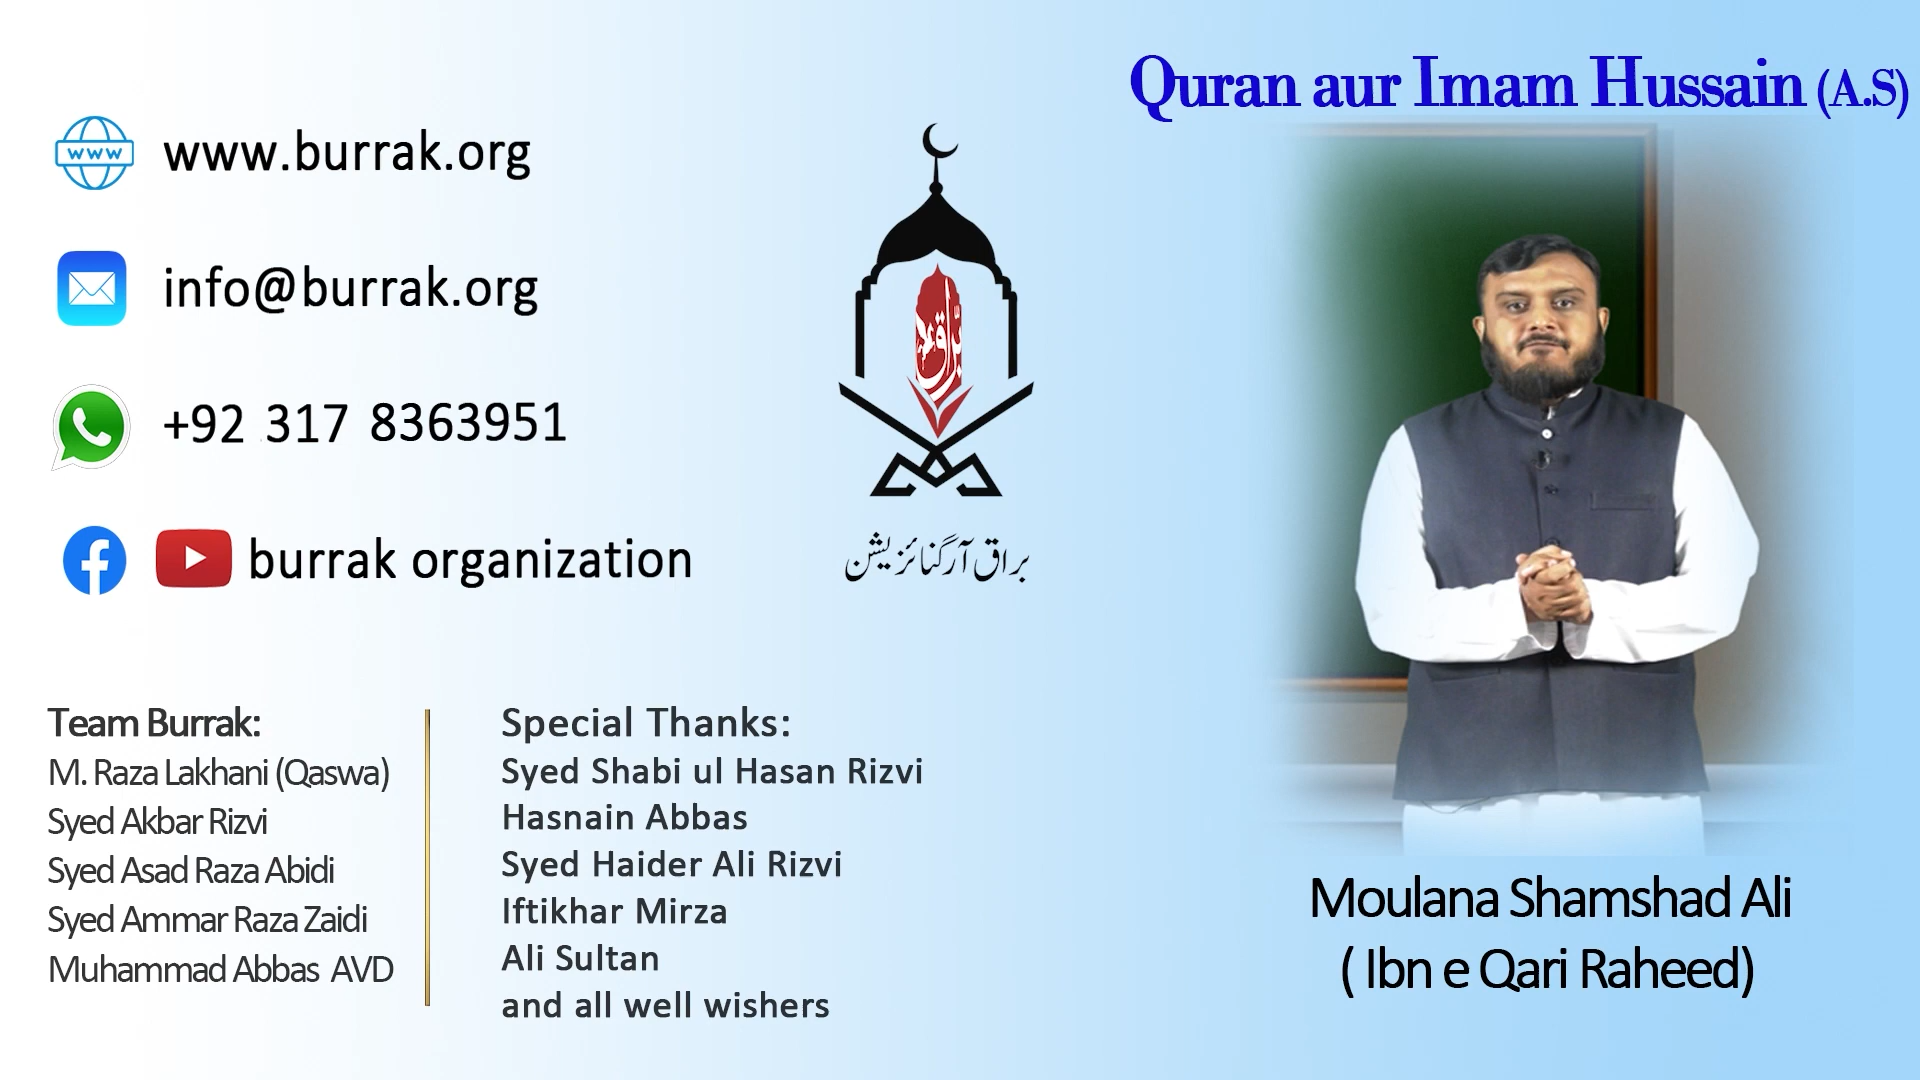 Quran aur Imam Hussain (A.S)
www
www.burrak.org
info@burrak.org
+92 317 8363951
burrak organization
براق
براق آرگنائزیشن
Team Burrak:
M. Raza Lakhani (Qaswa)
Syed Akbar Rizvi
Syed Asad Raza Abidi
Syed Ammar Raza Zaidi
Muhammad Abbas AVD
Special Thanks:
Syed Shabi ul Hasan Rizvi
Hasnain Abbas
Syed Haider Ali Rizvi
Iftikhar Mirza
Ali Sultan
and all well wishers
Moulana Shamshad Ali
( Ibn e Qari Raheed)